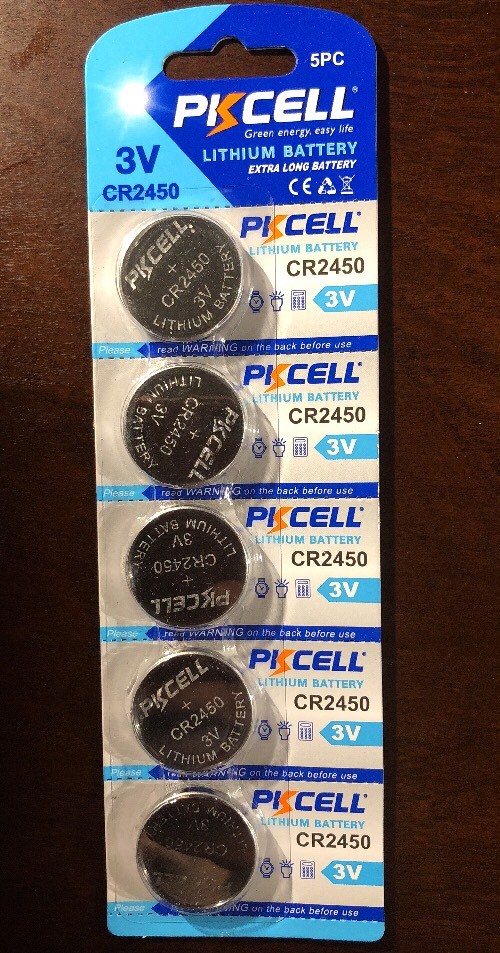 5PC
PKCELL®
Green energy, easy life
3V
LITHIUM BATTERY
EXTRA LONG BATTERY
CR2450
CE
PKCELL
+
CR2450
3V
LITHIUM BATTERY
PKCELL®
LITHIUM BATTERY
CR2450
3V
Please read WARNING on the back before use
PKCELL
+
CR2450
3V
LITHIUM BATTERY
PKCELL®
LITHIUM BATTERY
CR2450
3V
Please read WARNING on the back before use
PKCELL
+
CR2450
3V
LITHIUM BATTERY
PKCELL®
LITHIUM BATTERY
CR2450
3V
Please read WARNING on the back before use
PKCELL
+
CR2450
3V
LITHIUM BATTERY
PKCELL®
LITHIUM BATTERY
CR2450
3V
Please read WARNING on the back before use
CR2450
3V
PKCELL®
LITHIUM BATTERY
CR2450
3V
WARNING on the back before use